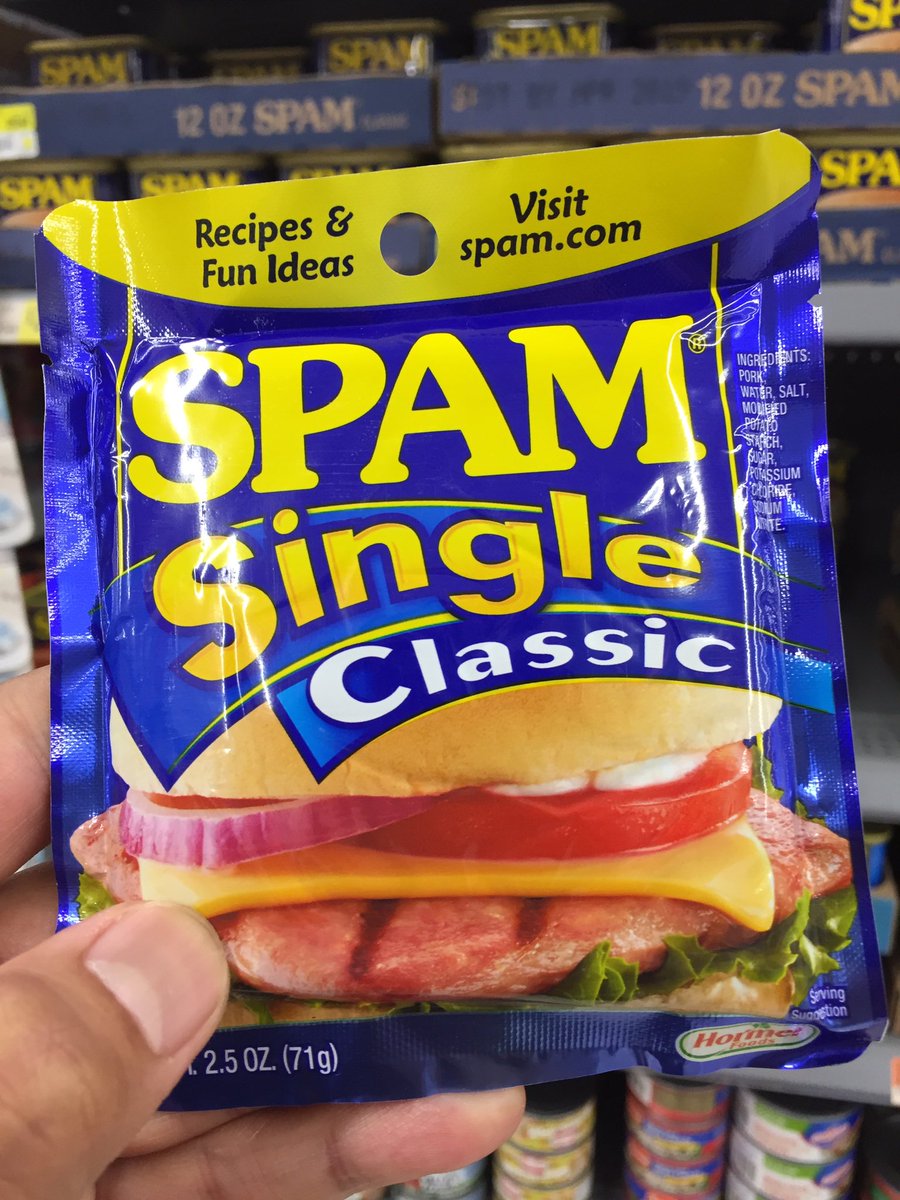 SPAM
SPAM
SPAM
12 OZ SPAM
12 OZ SPAM
SPAM
SPAM
SPAM
Recipes &
Fun Ideas
Visit
spam.com
SPAM®
Single
Classic
INGREDIENTS:
PORK,
WATER, SALT,
MODIFIED
POTATO
STARCH,
SUGAR,
POTASSIUM
CHLORIDE,
SODIUM
NITRITE.
Serving
Suggestion
2.5 OZ. (71g)
Hormel
Foods